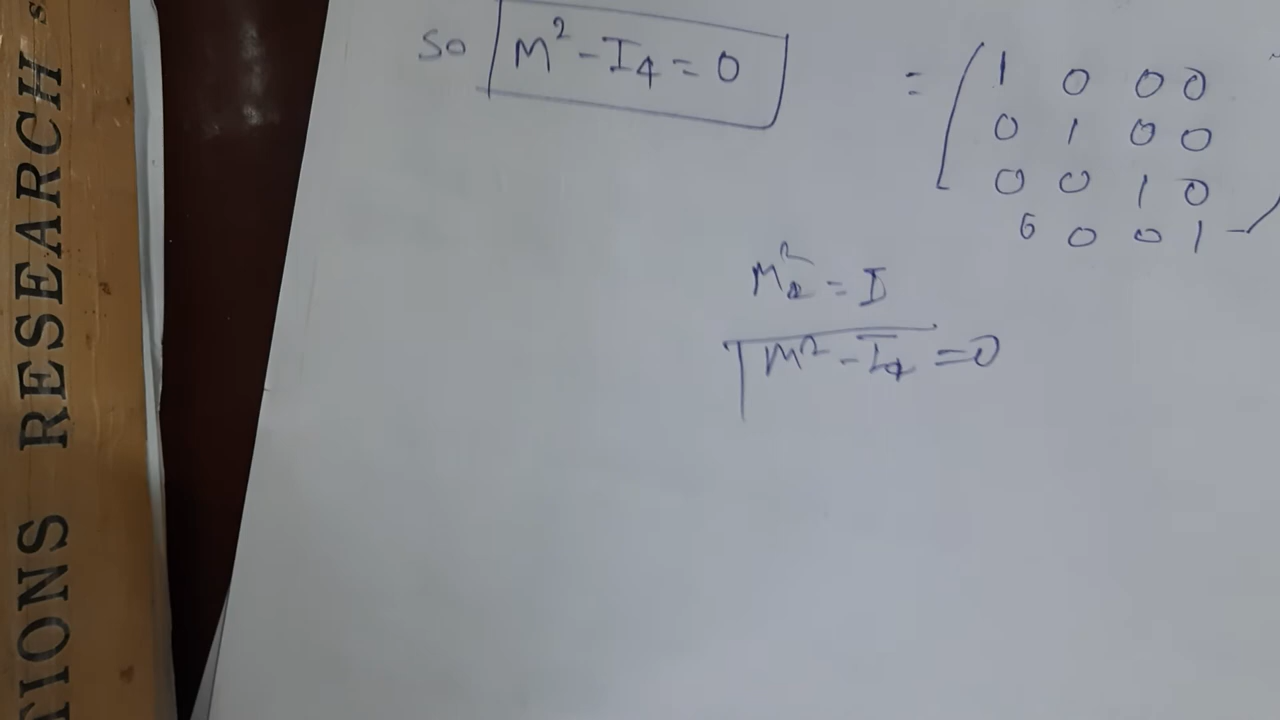 So M² - I₄ = 0
= ( 1 0 0 0
0 1 0 0
0 0 1 0
0 0 0 1 )
M² = I
M² - I₄ = 0
TIONS RESEARCH